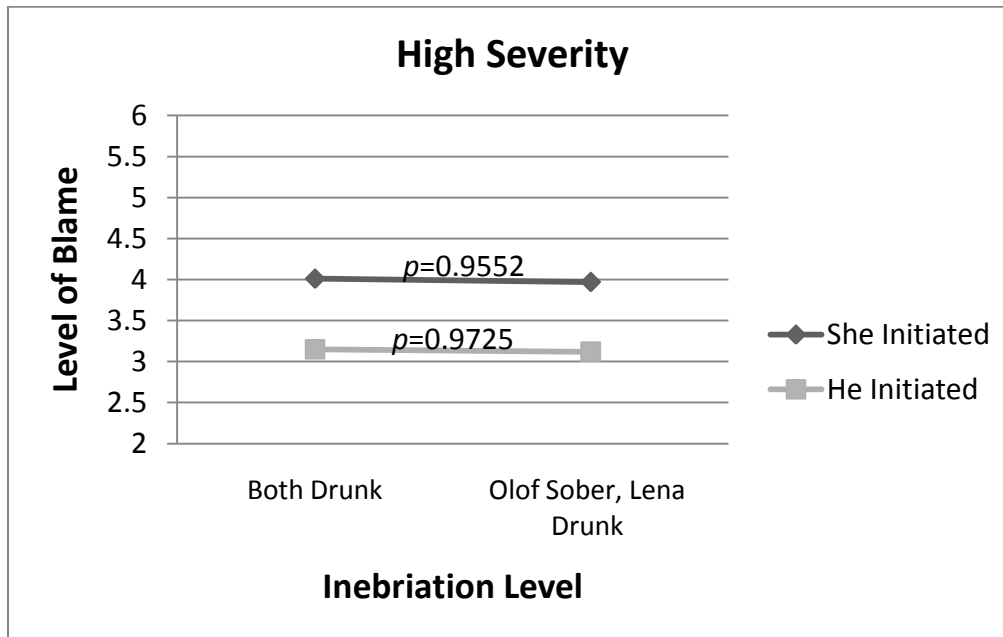 High Severity
6
5.5
5
4.5
4
3.5
3
2.5
2
Level of Blame
p=0.9552
p=0.9725
She Initiated
He Initiated
Both Drunk
Olof Sober, Lena
Drunk
Inebriation Level